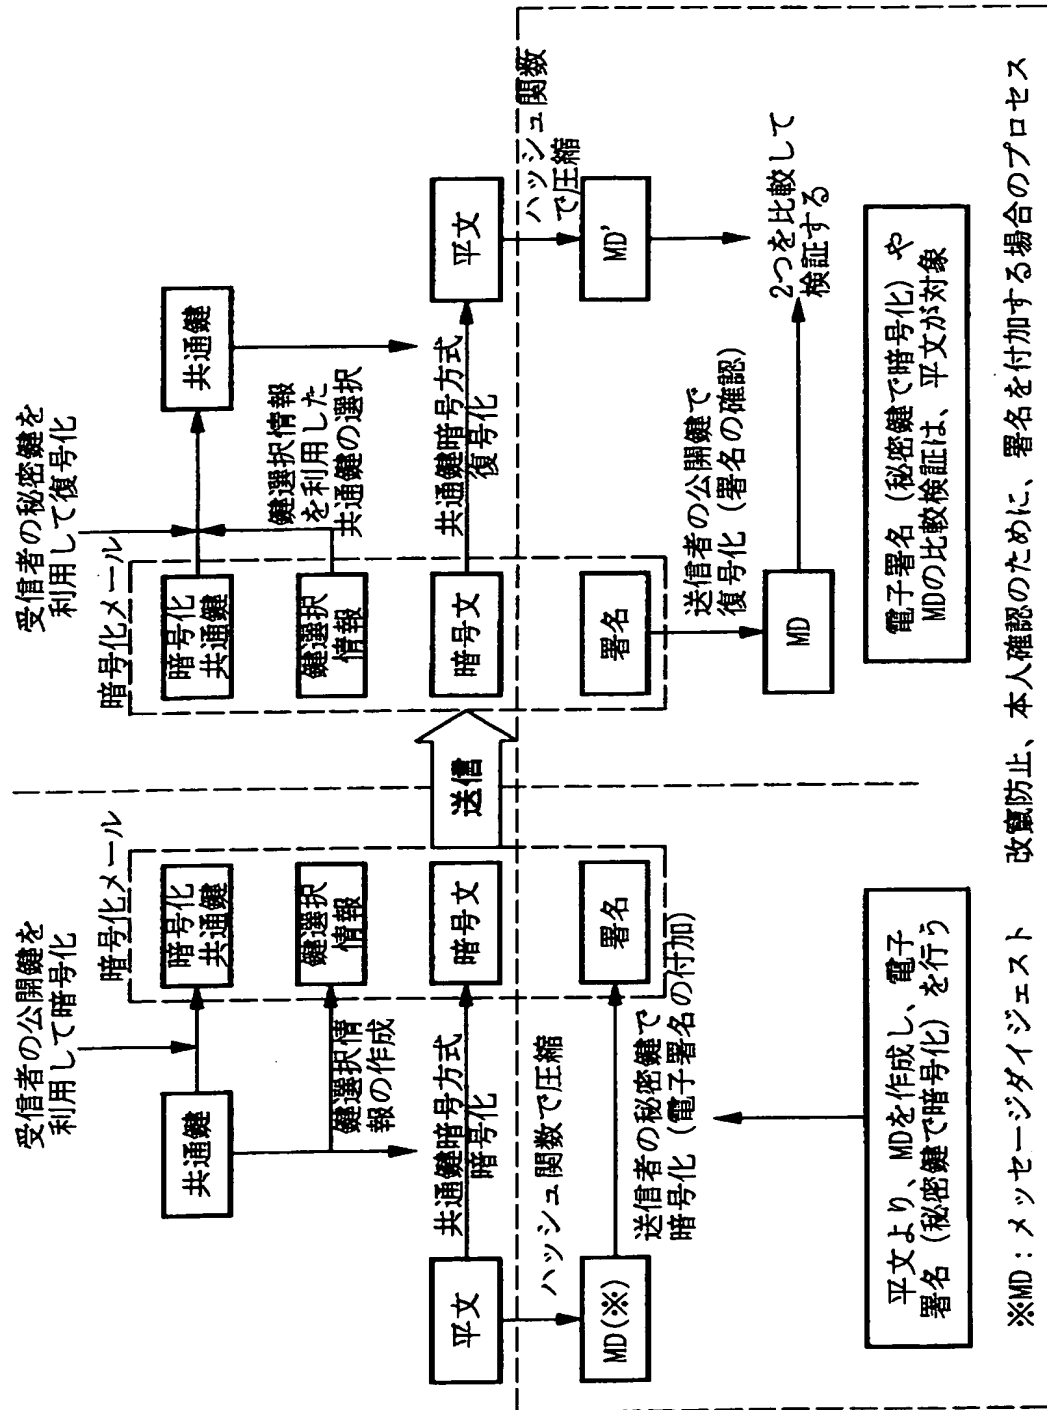 受信者の公開鍵を
利用して暗号化
共通鍵
暗号化メール
暗号化
共通鍵
鍵選択情
報の作成
鍵選択
情報
平文
共通鍵暗号方式
暗号化
暗号文
ハッシュ関数で圧縮
MD(※)
送信者の秘密鍵で
暗号化(電子署名の付加)
署名
平文より、MDを作成し、電子
署名(秘密鍵で暗号化)を行う
送信
受信者の秘密鍵を
利用して復号化
暗号化メール
暗号化
共通鍵
共通鍵
鍵選択
情報
鍵選択情報
を利用した
共通鍵の選択
暗号文
共通鍵暗号方式
復号化
平文
ハッシュ関数
で圧縮
MD'
署名
送信者の公開鍵で
復号化(署名の確認)
MD
2つを比較して
検証する
電子署名(秘密鍵で暗号化)や
MDの比較検証は、平文が対象
※MD:メッセージダイジェスト 改竄防止、本人確認のために、署名を付加する場合のプロセス